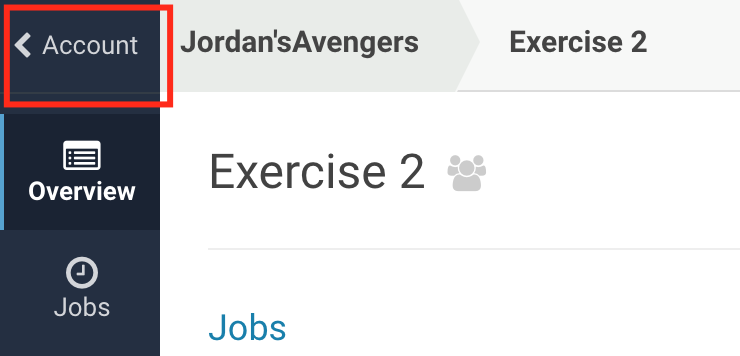 Account
Jordan'sAvengers
Exercise 2
Overview
Jobs
Exercise 2
Jobs